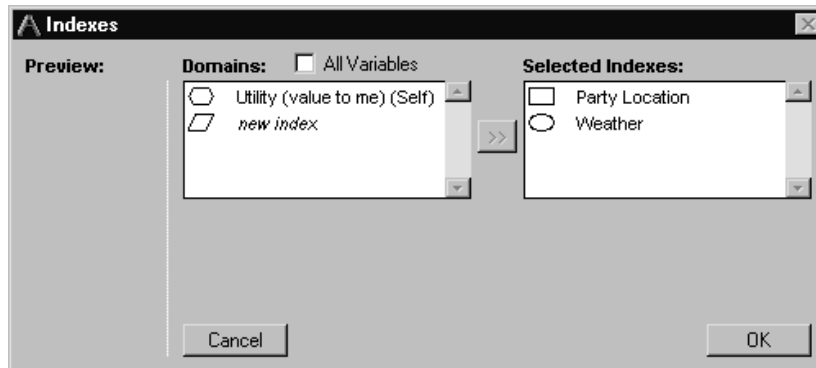 Indexes
Preview:
Domains:
All Variables
Selected Indexes:
Utility (value to me) (Self)
new index
>>
Party Location
Weather
Cancel
OK